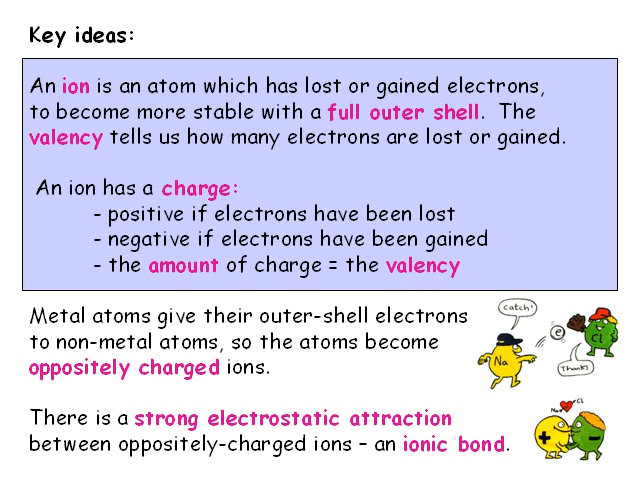 Key ideas:
An ion is an atom which has lost or gained electrons,
to become more stable with a full outer shell. The
valency tells us how many electrons are lost or gained.
An ion has a charge:
- positive if electrons have been lost
- negative if electrons have been gained
- the amount of charge = the valency
Metal atoms give their outer-shell electrons
to non-metal atoms, so the atoms become
oppositely charged ions.
Catch!
e
CL
Na
Thanks
There is a strong electrostatic attraction
between oppositely-charged ions – an ionic bond.
Na
CL
+
-